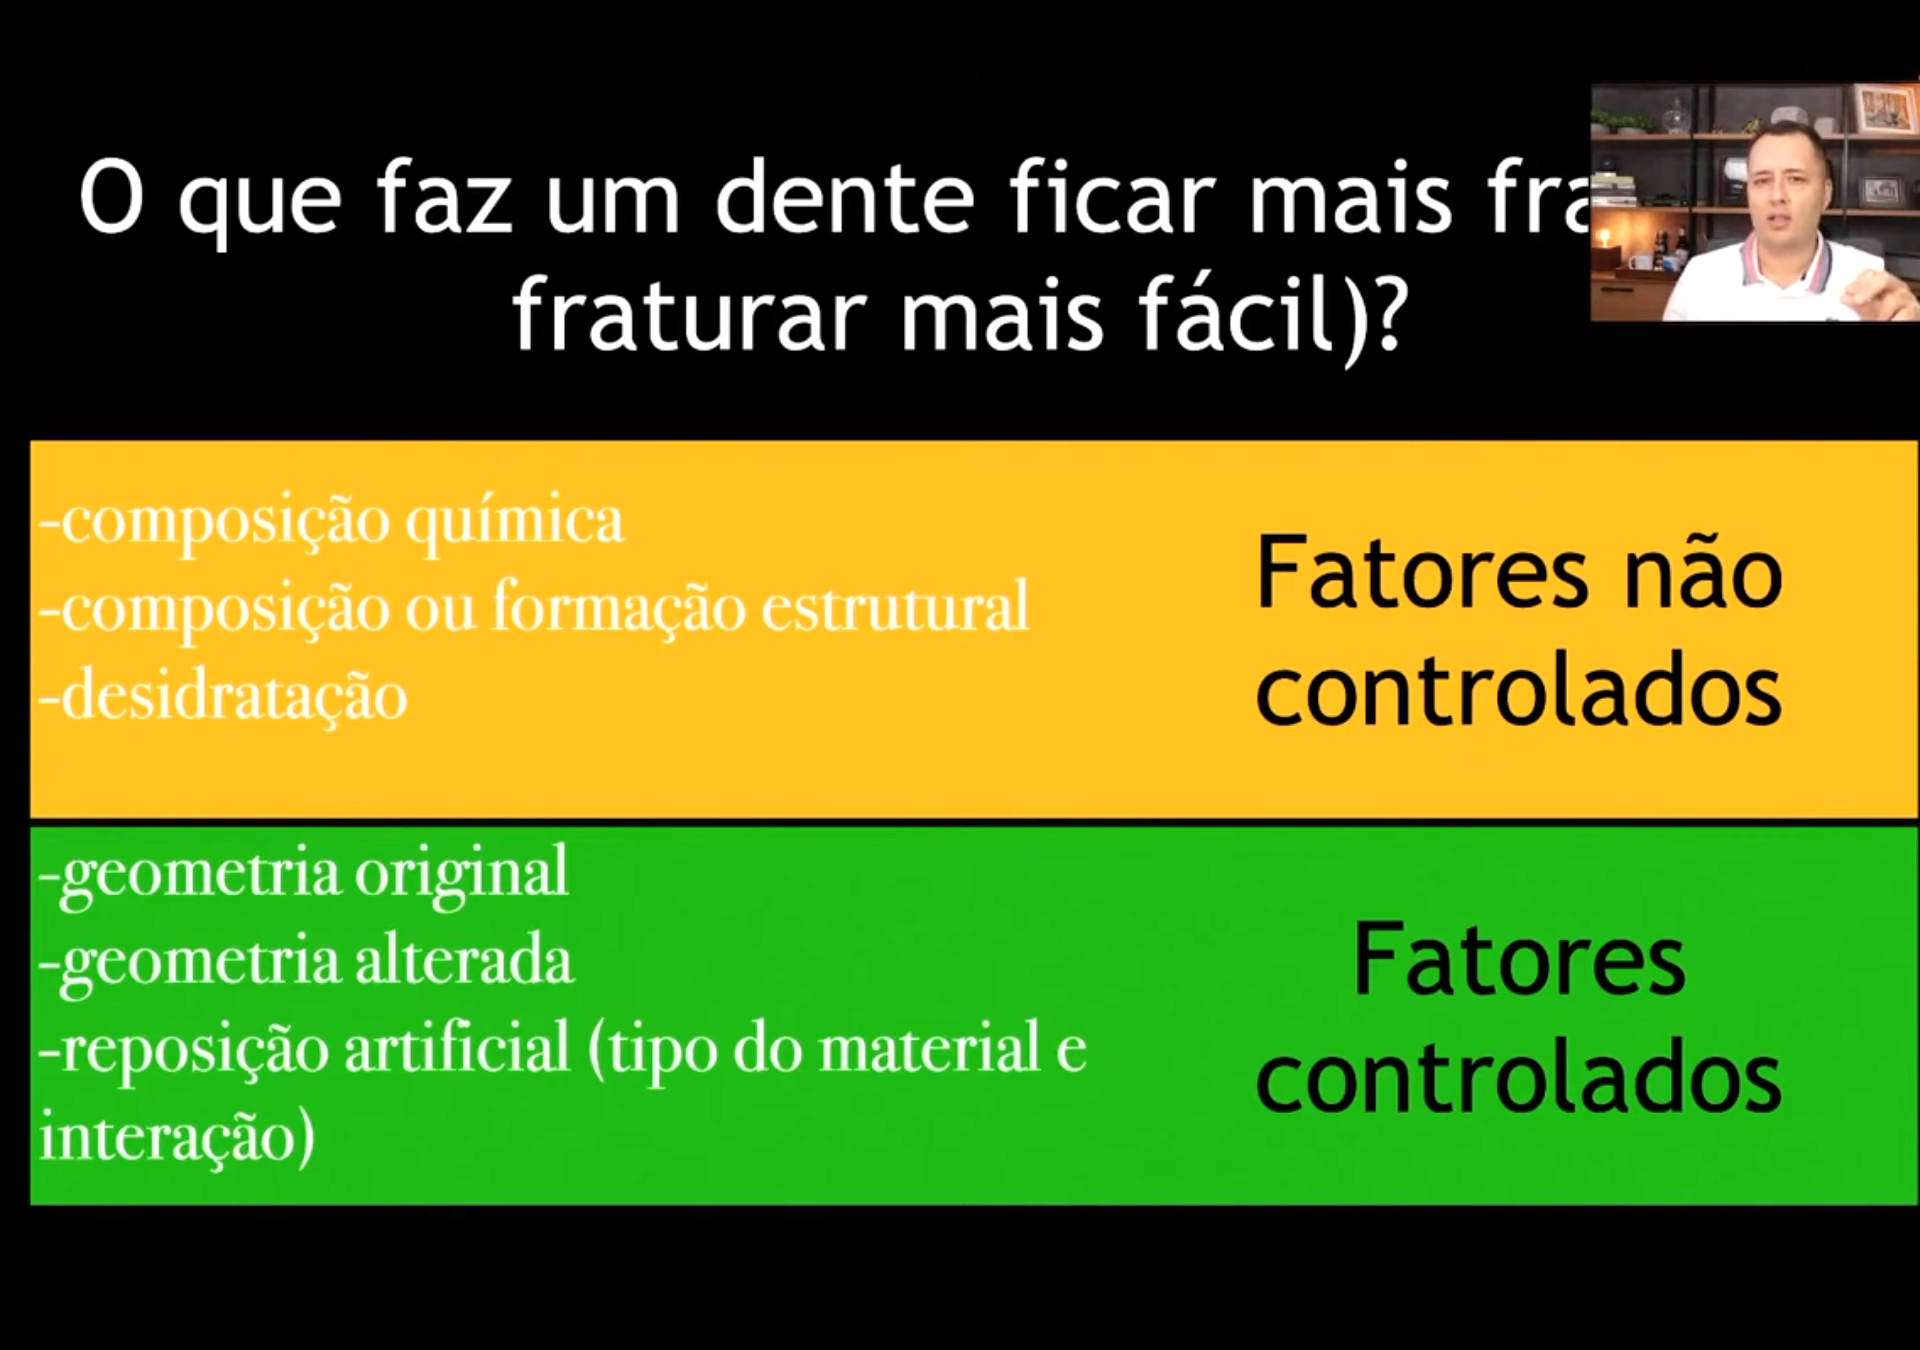 O que faz um dente ficar mais
fraturar mais fácil)?
-composição química
-composição ou formação estrutural
-desidratação
Fatores não
controlados
-geometria original
-geometria alterada
-reposição artificial (tipo do material e
interação)
Fatores
controlados